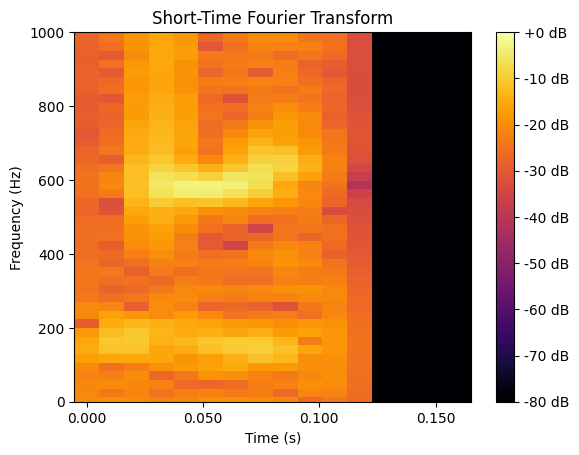 Short-Time Fourier Transform
Frequency (Hz)
1000
800
600
400
200
0
0.000
0.050
0.100
0.150
Time (s)
+0 dB
-10 dB
-20 dB
-30 dB
-40 dB
-50 dB
-60 dB
-70 dB
-80 dB